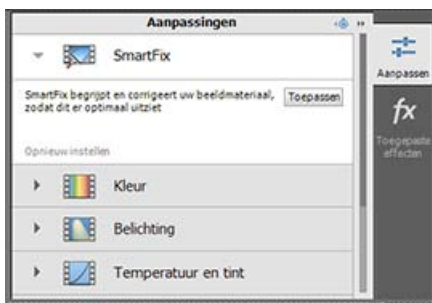 Aanpassingen
SmartFix
SmartFix begrijpt en corrigeert uw beeldmateriaal,
zodat dit er optimaal uitziet
Toepassen
Opnieuw instellen
Kleur
Belichting
Temperatuur en tint
Aanpassen
fx
Toegepaste
effecten